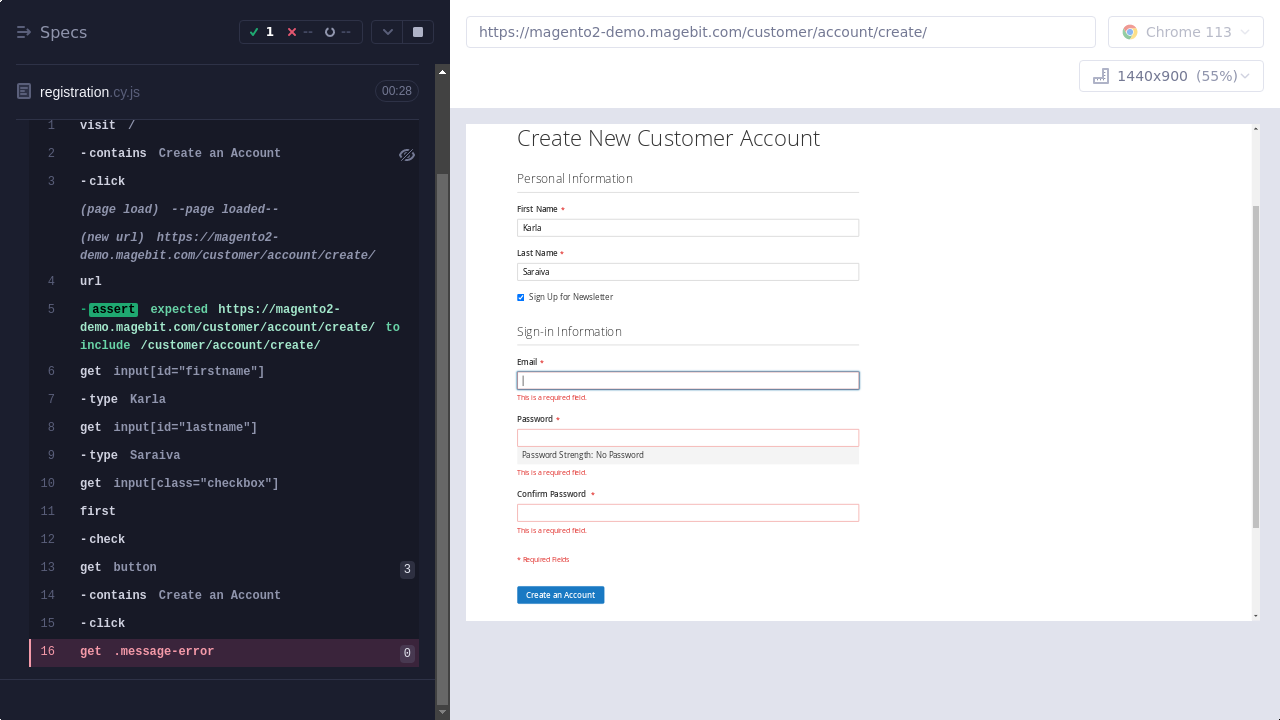 Specs
1 -- --
registration.cy.js 00:28
1 visit /
2 -contains Create an Account
3 -click
(page load) --page loaded--
(new url) https://magento2-
demo.magebit.com/customer/account/create/
4 url
5 -assert expected https://magento2-
demo.magebit.com/customer/account/create/ to
include /customer/account/create/
6 get input[id="firstname"]
7 -type Karla
8 get input[id="lastname"]
9 -type Saraiva
10 get input[class="checkbox"]
11 first
12 -check
13 get button 3
14 -contains Create an Account
15 -click
16 get .message-error 0
https://magento2-demo.magebit.com/customer/account/create/
Chrome 113
1440x900 (55%)
Create New Customer Account
Personal Information
First Name *
Karla
Last Name *
Saraiva
Sign Up for Newsletter
Sign-in Information
Email *
This is a required field.
Password *
Password Strength: No Password
This is a required field.
Confirm Password *
This is a required field.
* Required Fields
Create an Account